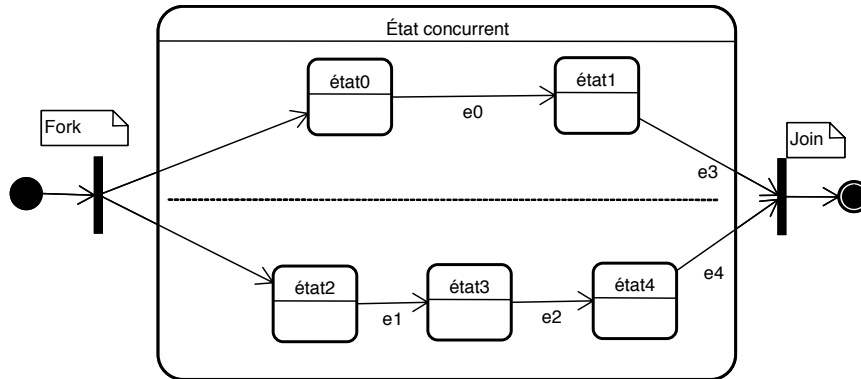 État concurrent
état0
état1
e0
Fork
Join
e3
état2
état3
état4
e4
e1
e2